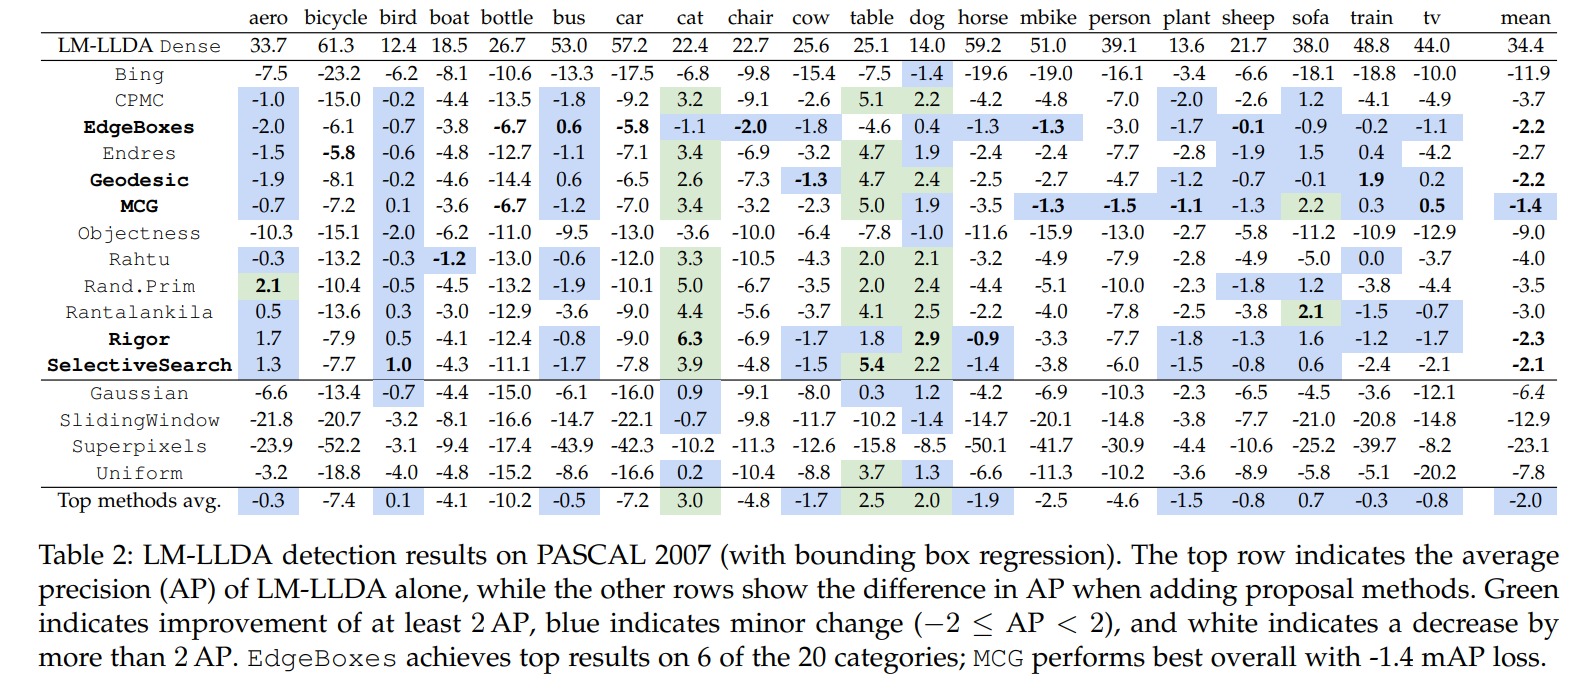 aero bicycle bird boat bottle bus car cat chair cow table dog horse mbike person plant sheep sofa train tv mean
LM-LLDA Dense 33.7 61.3 12.4 18.5 26.7 53.0 57.2 22.4 22.7 25.6 25.1 14.0 59.2 51.0 39.1 13.6 21.7 38.0 48.8 44.0 34.4
Bing -7.5 -23.2 -6.2 -8.1 -10.6 -13.3 -17.5 -6.8 -9.8 -15.4 -7.5 -1.4 -19.6 -19.0 -16.1 -3.4 -6.6 -18.1 -18.8 -10.0 -11.9
CPMC -1.0 -15.0 -0.2 -4.4 -13.5 -1.8 -9.2 3.2 -9.1 -2.6 5.1 2.2 -4.2 -4.8 -7.0 -2.0 -2.6 1.2 -4.1 -4.9 -3.7
EdgeBoxes -2.0 -6.1 -0.7 -3.8 -6.7 0.6 -5.8 -1.1 -2.0 -1.8 -4.6 0.4 -1.3 -1.3 -3.0 -1.7 -0.1 -0.9 -0.2 -1.1 -2.2
Endres -1.5 -5.8 -0.6 -4.8 -12.7 -1.1 -7.1 3.4 -6.9 -3.2 4.7 1.9 -2.4 -2.4 -7.7 -2.8 -1.9 1.5 0.4 -4.2 -2.7
Geodesic -1.9 -8.1 -0.2 -4.6 -14.4 0.6 -6.5 2.6 -7.3 -1.3 4.7 2.4 -2.5 -2.7 -4.7 -1.2 -0.7 -0.1 1.9 0.2 -2.2
MCG -0.7 -7.2 0.1 -3.6 -6.7 -1.2 -7.0 3.4 -3.2 -2.3 5.0 1.9 -3.5 -1.3 -1.5 -1.1 -1.3 2.2 0.3 0.5 -1.4
Objectness -10.3 -15.1 -2.0 -6.2 -11.0 -9.5 -13.0 -3.6 -10.0 -6.4 -7.8 -1.0 -11.6 -15.9 -13.0 -2.7 -5.8 -11.2 -10.9 -12.9 -9.0
Rahtu -0.3 -13.2 -0.3 -1.2 -13.0 -0.6 -12.0 3.3 -10.5 -4.3 2.0 2.1 -3.2 -4.9 -7.9 -2.8 -4.9 -5.0 0.0 -3.7 -4.0
Rand.Prim 2.1 -10.4 -0.5 -4.5 -13.2 -1.9 -10.1 5.0 -6.7 -3.5 2.0 2.4 -4.4 -5.1 -10.0 -2.3 -1.8 1.2 -3.8 -4.4 -3.5
Rantalankila 0.5 -13.6 0.3 -3.0 -12.9 -3.6 -9.0 4.4 -5.6 -3.7 4.1 2.5 -2.2 -4.0 -7.8 -2.5 -3.8 2.1 -1.5 -0.7 -3.0
Rigor 1.7 -7.9 0.5 -4.1 -12.4 -0.8 -9.0 6.3 -6.9 -1.7 1.8 2.9 -0.9 -3.3 -7.7 -1.8 -1.3 1.6 -1.2 -1.7 -2.3
SelectiveSearch 1.3 -7.7 1.0 -4.3 -11.1 -1.7 -7.8 3.9 -4.8 -1.5 5.4 2.2 -1.4 -3.8 -6.0 -1.5 -0.8 0.6 -2.4 -2.1 -2.1
Gaussian -6.6 -13.4 -0.7 -4.4 -15.0 -6.1 -16.0 0.9 -9.1 -8.0 0.3 1.2 -4.2 -6.9 -10.3 -2.3 -6.5 -4.5 -3.6 -12.1 -6.4
SlidingWindow -21.8 -20.7 -3.2 -8.1 -16.6 -14.7 -22.1 -0.7 -9.8 -11.7 -10.2 -1.4 -14.7 -20.1 -14.8 -3.8 -7.7 -21.0 -20.8 -14.8 -12.9
Superpixels -23.9 -52.2 -3.1 -9.4 -17.4 -43.9 -42.3 -10.2 -11.3 -12.6 -15.8 -8.5 -50.1 -41.7 -30.9 -4.4 -10.6 -25.2 -39.7 -8.2 -23.1
Uniform -3.2 -18.8 -4.0 -4.8 -15.2 -8.6 -16.6 0.2 -10.4 -8.8 3.7 1.3 -6.6 -11.3 -10.2 -3.6 -8.9 -5.8 -5.1 -20.2 -7.8
Top methods avg. -0.3 -7.4 0.1 -4.1 -10.2 -0.5 -7.2 3.0 -4.8 -1.7 2.5 2.0 -1.9 -2.5 -4.6 -1.5 -0.8 0.7 -0.3 -0.8 -2.0
Table 2: LM-LLDA detection results on PASCAL 2007 (with bounding box regression). The top row indicates the average
precision (AP) of LM-LLDA alone, while the other rows show the difference in AP when adding proposal methods. Green
indicates improvement of at least 2 AP, blue indicates minor change (−2 ≤ AP < 2), and white indicates a decrease by
more than 2 AP. EdgeBoxes achieves top results on 6 of the 20 categories; MCG performs best overall with -1.4 mAP loss.